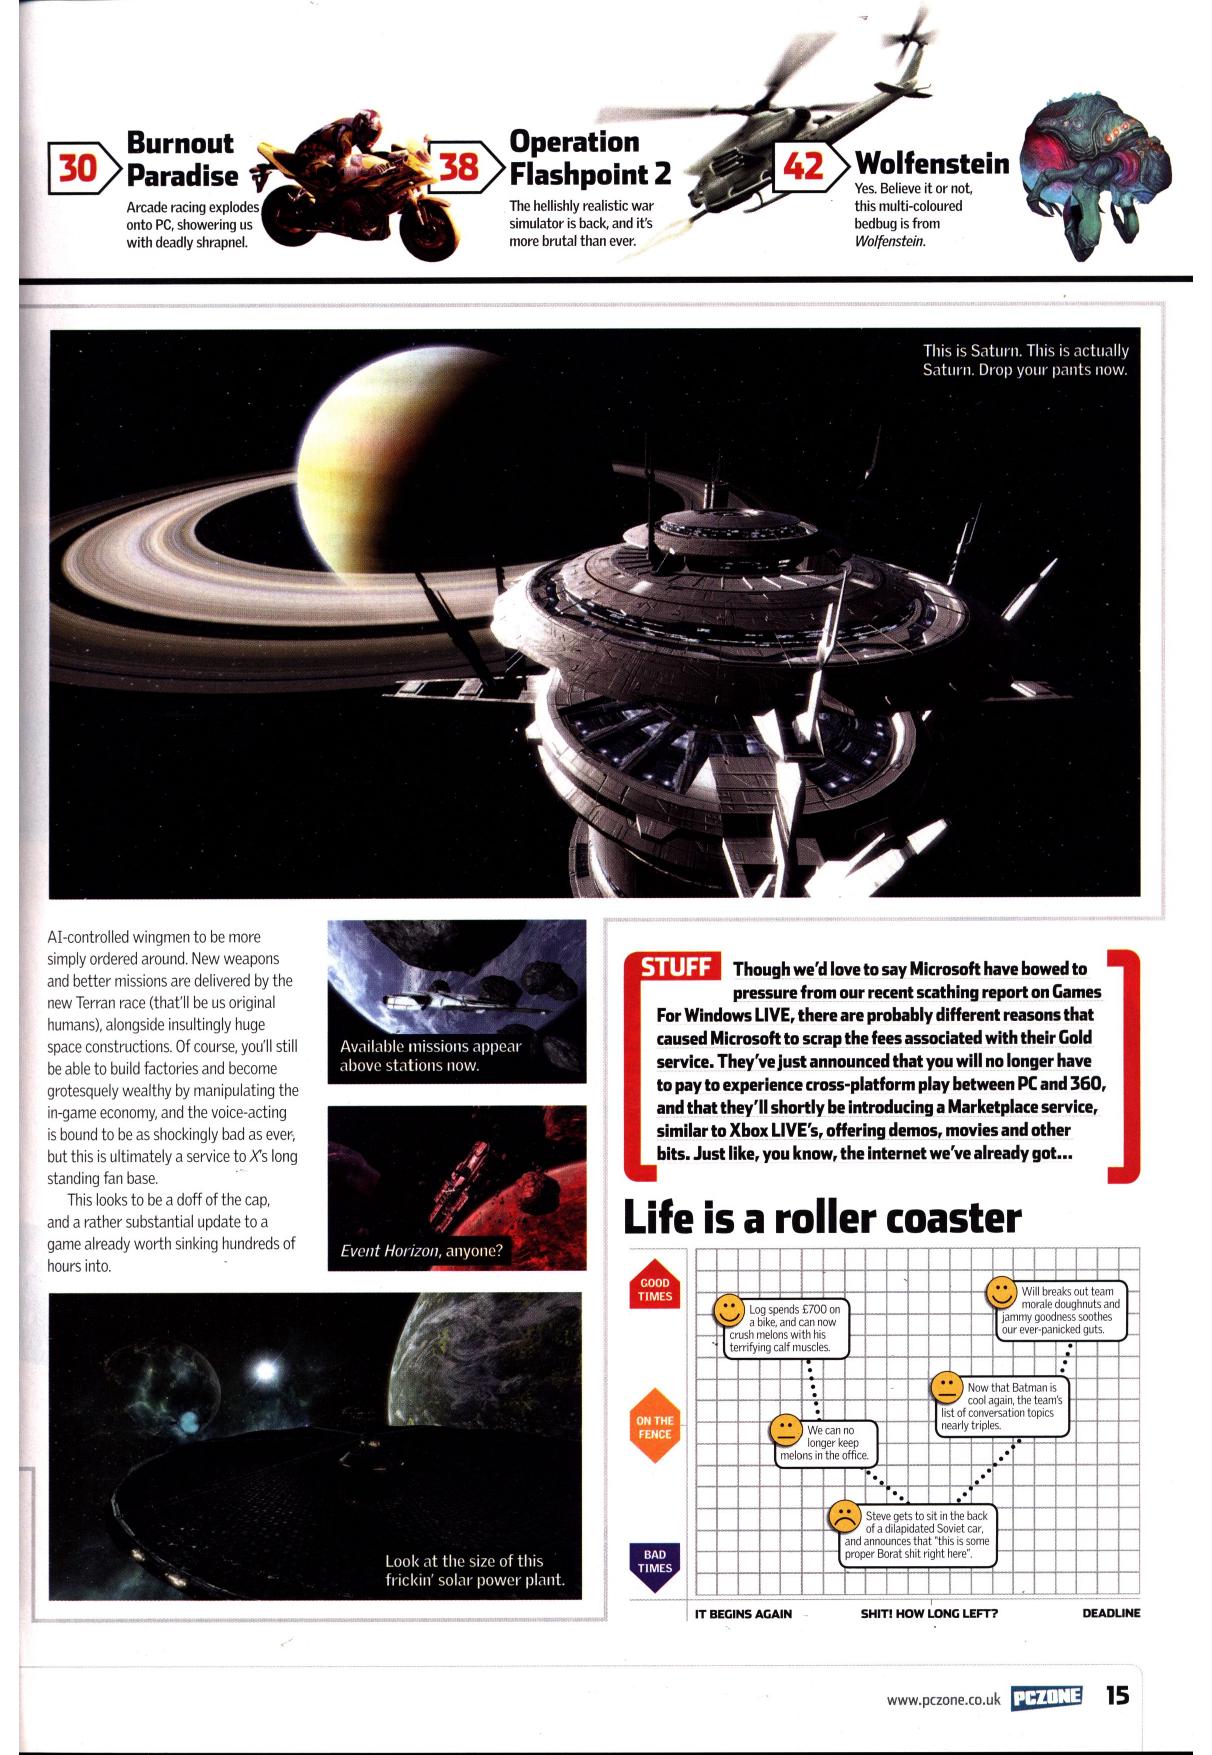 30
Burnout
Paradise
Arcade racing explodes
onto PC, showering us
with deadly shrapnel.
38
Operation
Flashpoint 2
The hellishly realistic war
simulator is back, and it's
more brutal than ever.
42
Wolfenstein
Yes. Believe it or not,
this multi-coloured
bedbug is from
Wolfenstein.
This is Saturn. This is actually
Saturn. Drop your pants now.
AI-controlled wingmen to be more
simply ordered around. New weapons
and better missions are delivered by the
new Terran race (that'll be us original
humans), alongside insultingly huge
space constructions. Of course, you'll still
be able to build factories and become
grotesquely wealthy by manipulating the
in-game economy, and the voice-acting
is bound to be as shockingly bad as ever,
but this is ultimately a service to X's long
standing fan base.
This looks to be a doff of the cap,
and a rather substantial update to a
game already worth sinking hundreds of
hours into.
Available missions appear
above stations now.
Event Horizon, anyone?
Look at the size of this
frickin' solar power plant.
STUFF Though we'd love to say Microsoft have bowed to
pressure from our recent scathing report on Games
For Windows LIVE, there are probably different reasons that
caused Microsoft to scrap the fees associated with their Gold
service. They've just announced that you will no longer have
to pay to experience cross-platform play between PC and 360,
and that they'll shortly be introducing a Marketplace service,
similar to Xbox LIVE's, offering demos, movies and other
bits. Just like, you know, the internet we've already got...
Life is a roller coaster
GOOD
TIMES
ON THE
FENCE
BAD
TIMES
Log spends £700 on
a bike, and can now
crush melons with his
terrifying calf muscles.
We can no
longer keep
melons in the office.
Steve gets to sit in the back
of a dilapidated Soviet car,
and announces that "this is some
proper Borat shit right here".
Now that Batman is
cool again, the team's
list of conversation topics
nearly triples.
Will breaks out team
morale doughnuts and
jammy goodness soothes
our ever-panicked guts.
IT BEGINS AGAIN
SHIT! HOW LONG LEFT?
DEADLINE
www.pczone.co.uk PCZONE 15